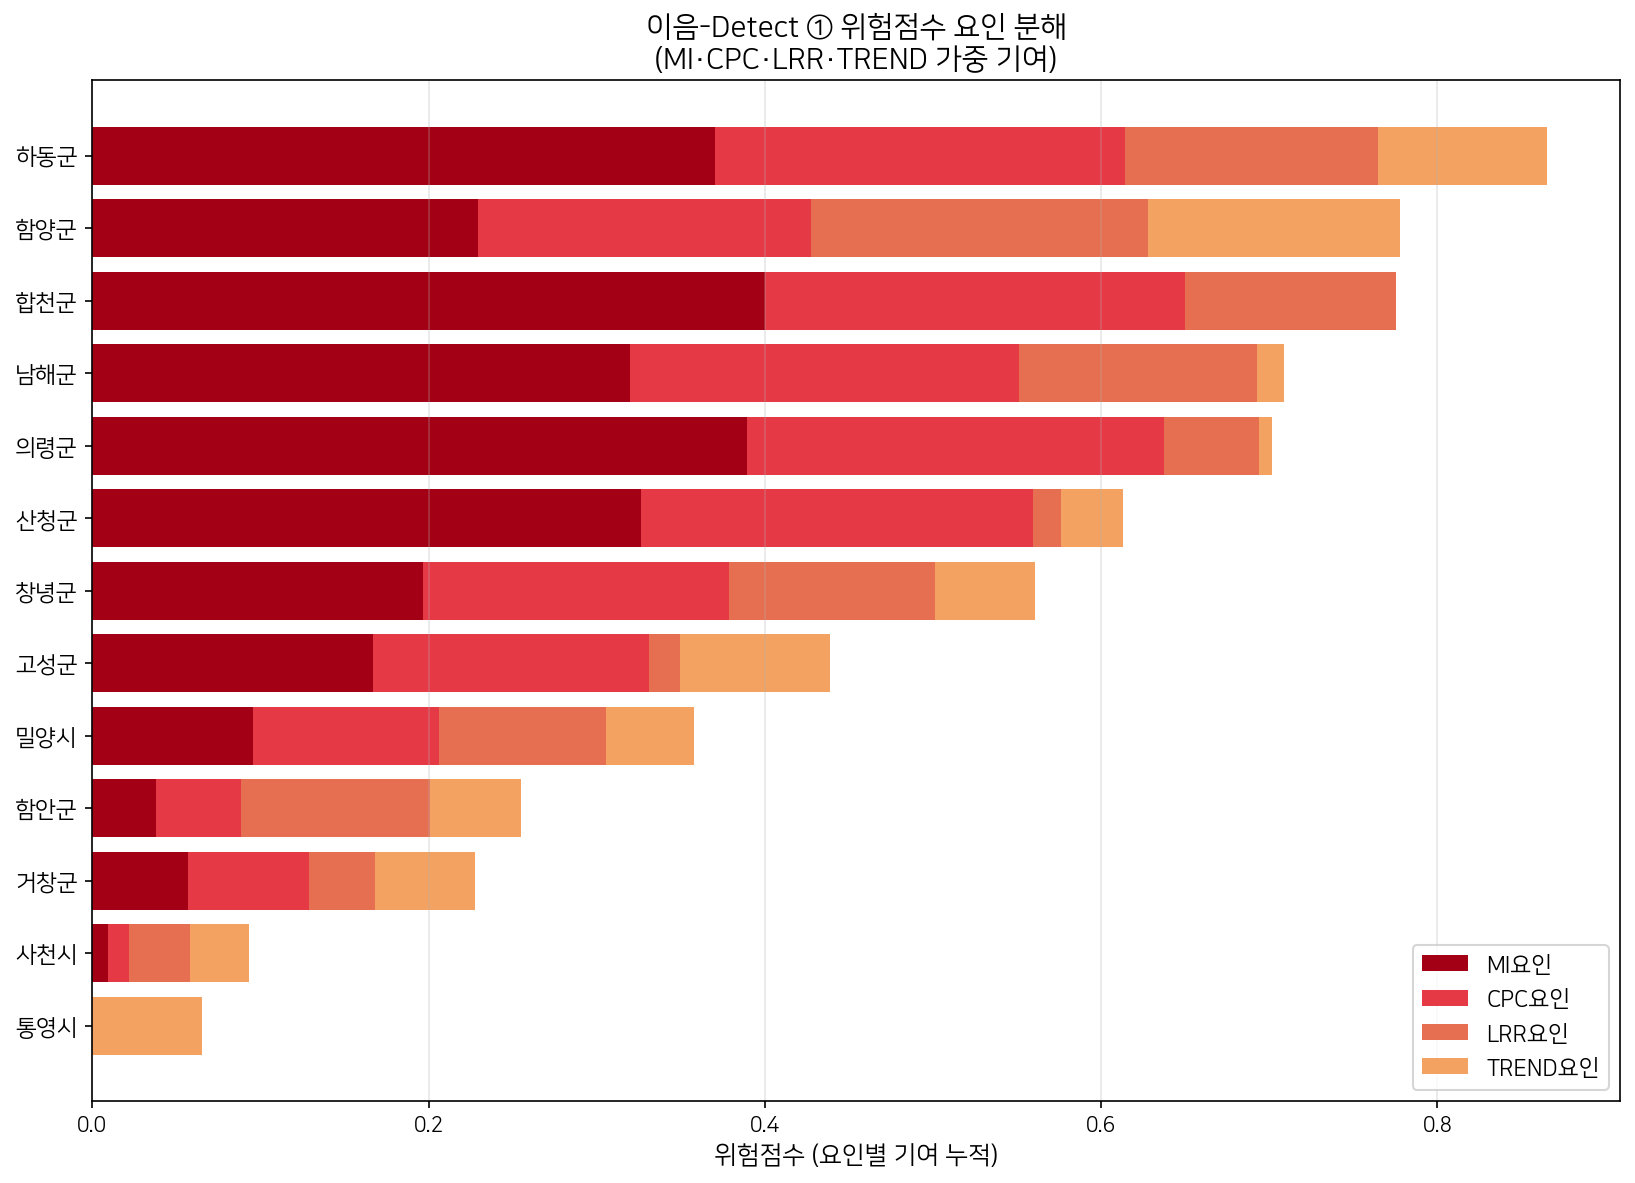 이음-Detect ① 위험점수 요인 분해
(MI·CPC·LRR·TREND 가중 기여)
하동군
함양군
합천군
남해군
의령군
산청군
창녕군
고성군
밀양시
함안군
거창군
사천시
통영시
MI요인
CPC요인
LRR요인
TREND요인
0.0 0.2 0.4 0.6 0.8
위험점수 (요인별 기여 누적)